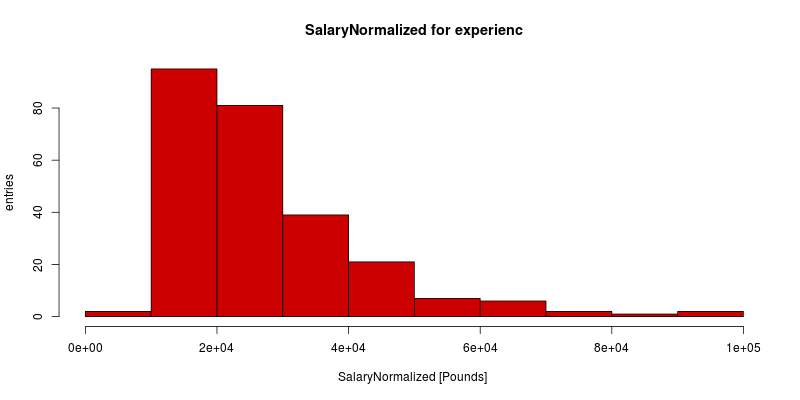 SalaryNormalized for experienc
entries
80
60
40
20
0
0e+00 2e+04 4e+04 6e+04 8e+04 1e+05
SalaryNormalized [Pounds]